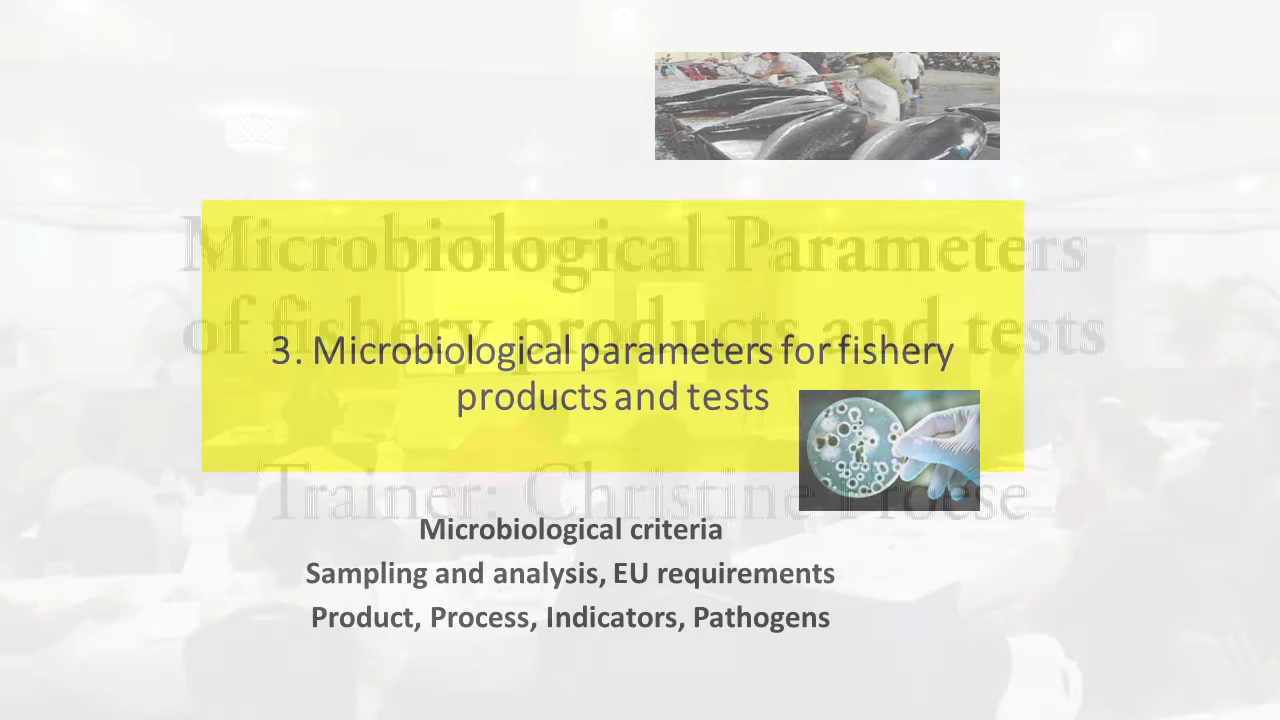 Microbiological Parameters
of fishery products and tests
3. Microbiological parameters for fishery
products and tests
Trainer: Christine Froese
Microbiological criteria
Sampling and analysis, EU requirements
Product, Process, Indicators, Pathogens